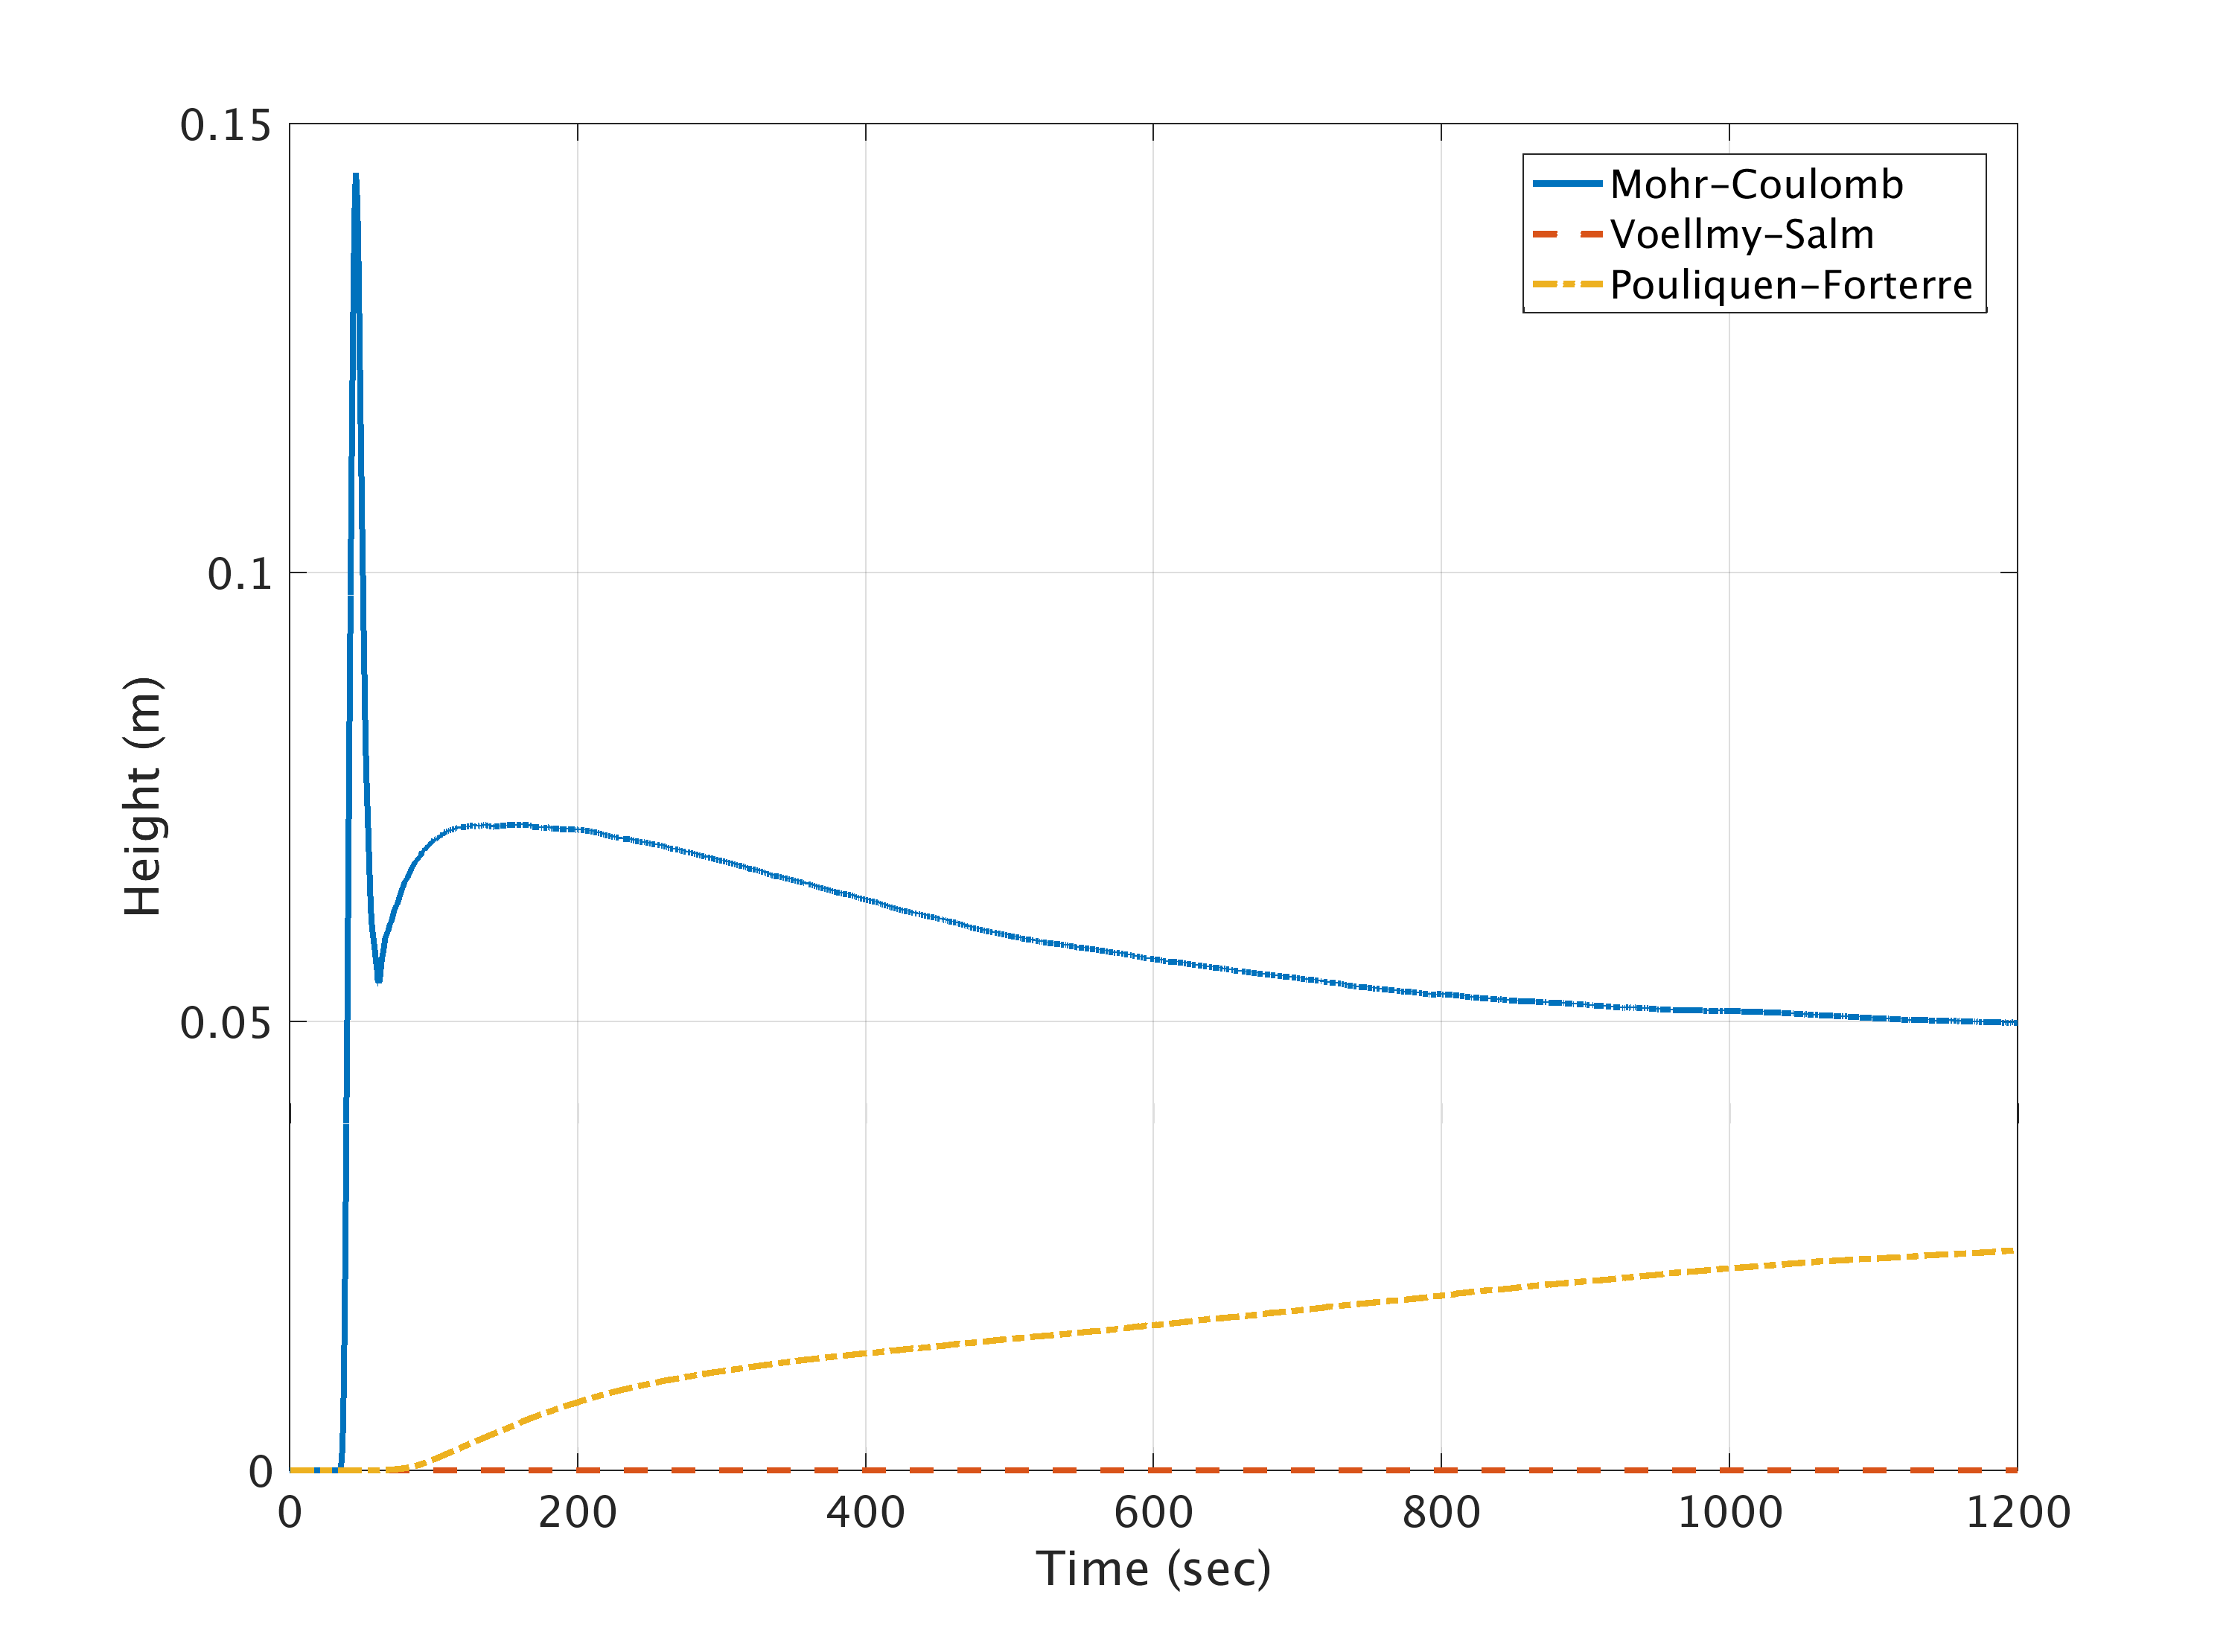 0.15
0.1
0.05
0
Height (m)
Mohr-Coulomb
Voellmy-Salm
Pouliquen-Forterre
0 200 400 600 800 1000 1200
Time (sec)